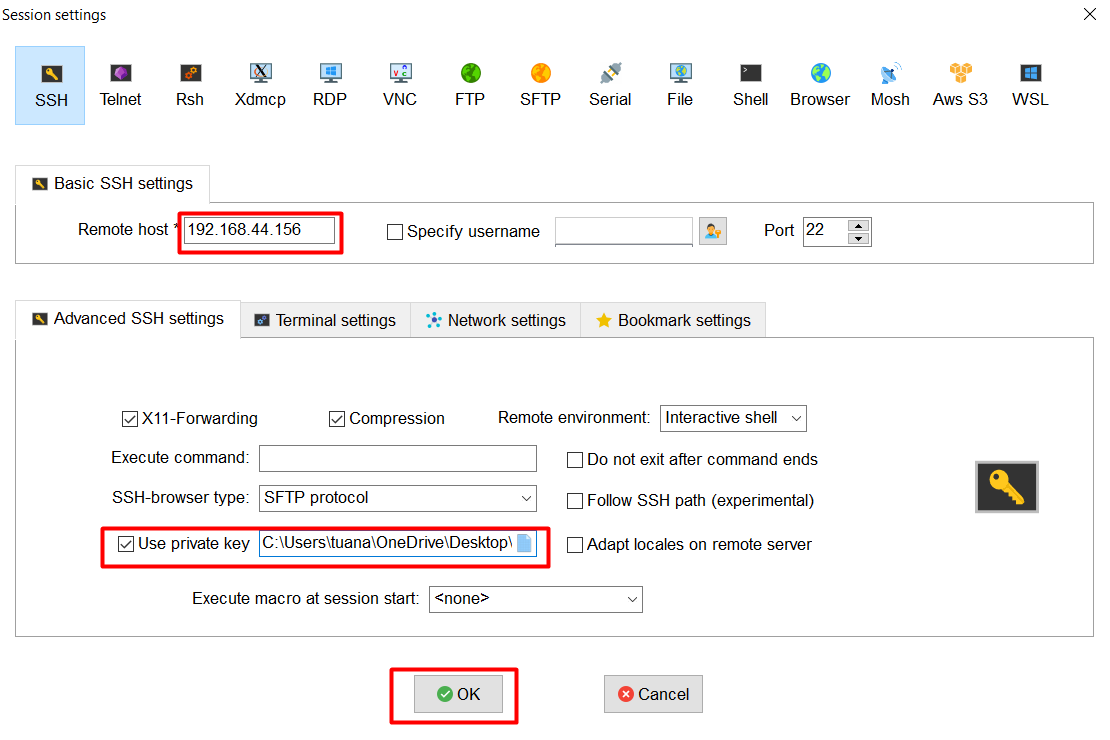 Session settings
SSH Telnet Rsh Xdmcp RDP VNC FTP SFTP Serial File Shell Browser Mosh Aws S3 WSL
Basic SSH settings
Remote host * 192.168.44.156 Specify username Port 22
Advanced SSH settings Terminal settings Network settings Bookmark settings
X11-Forwarding Compression Remote environment: Interactive shell
Execute command: Do not exit after command ends
SSH-browser type: SFTP protocol Follow SSH path (experimental)
Use private key C:\Users\tuana\OneDrive\Desktop\ Adapt locales on remote server
Execute macro at session start: <none>
OK Cancel